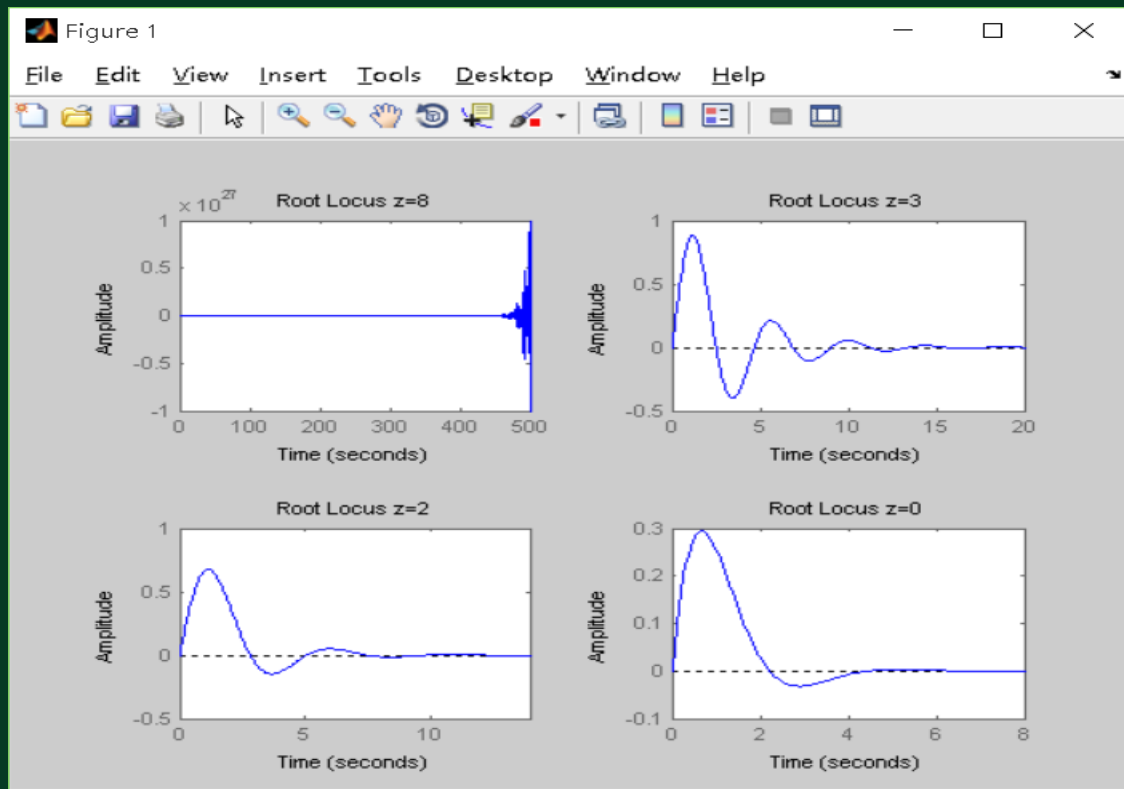 Figure 1
File Edit View Insert Tools Desktop Window Help
× 10^27
Root Locus z=8
1
0.5
0
-0.5
-1
Amplitude
0 100 200 300 400 500
Time (seconds)
Root Locus z=3
1
0.5
0
-0.5
Amplitude
0 5 10 15 20
Time (seconds)
Root Locus z=2
1
0.5
0
-0.5
Amplitude
0 5 10
Time (seconds)
Root Locus z=0
0.3
0.2
0.1
0
-0.1
Amplitude
0 2 4 6 8
Time (seconds)